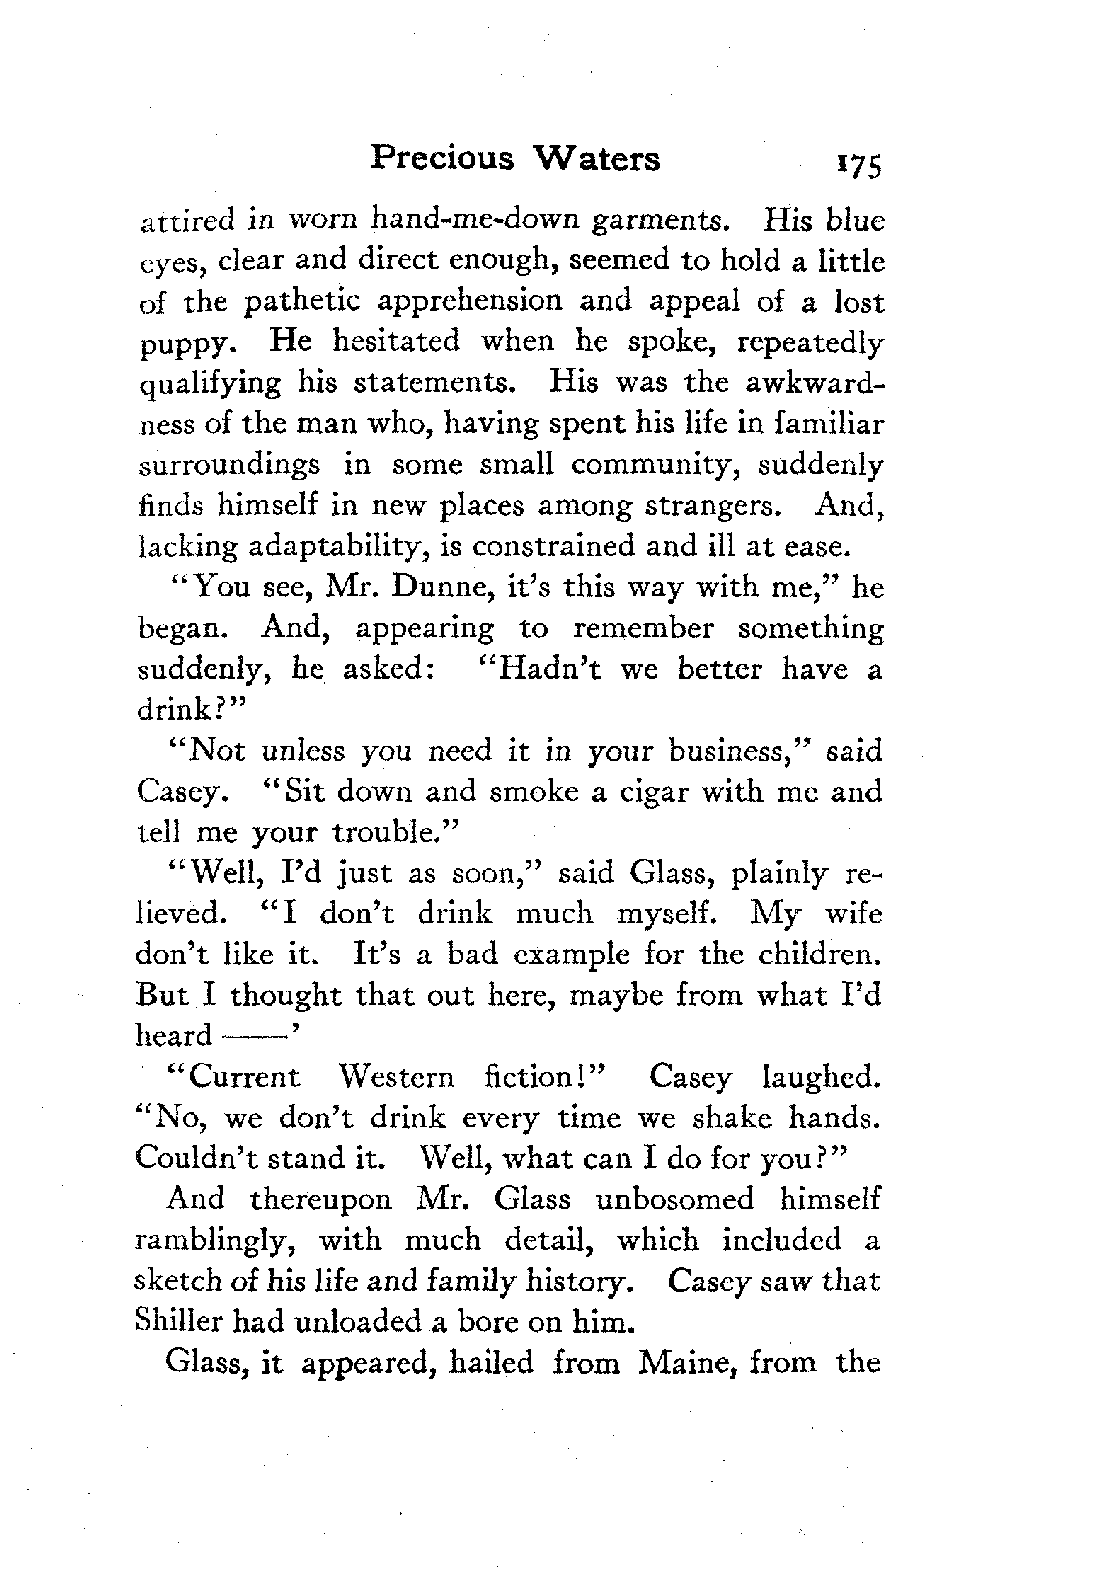 Precious Waters 175
attired in worn hand-me-down garments. His blue
eyes, clear and direct enough, seemed to hold a little
of the pathetic apprehension and appeal of a lost
puppy. He hesitated when he spoke, repeatedly
qualifying his statements. His was the awkward-
ness of the man who, having spent his life in familiar
surroundings in some small community, suddenly
finds himself in new places among strangers. And,
lacking adaptability, is constrained and ill at ease.
“You see, Mr. Dunne, it’s this way with me,” he
began. And, appearing to remember something
suddenly, he asked: “Hadn’t we better have a
drink?”
“Not unless you need it in your business,” said
Casey. “Sit down and smoke a cigar with me and
tell me your trouble.”
“Well, I’d just as soon,” said Glass, plainly re-
lieved. “I don’t drink much myself. My wife
don’t like it. It’s a bad example for the children.
But I thought that out here, maybe from what I’d
heard ——’
“Current Western fiction!” Casey laughed.
“No, we don’t drink every time we shake hands.
Couldn’t stand it. Well, what can I do for you?”
And thereupon Mr. Glass unbosomed himself
ramblingly, with much detail, which included a
sketch of his life and family history. Casey saw that
Shiller had unloaded a bore on him.
Glass, it appeared, hailed from Maine, from the